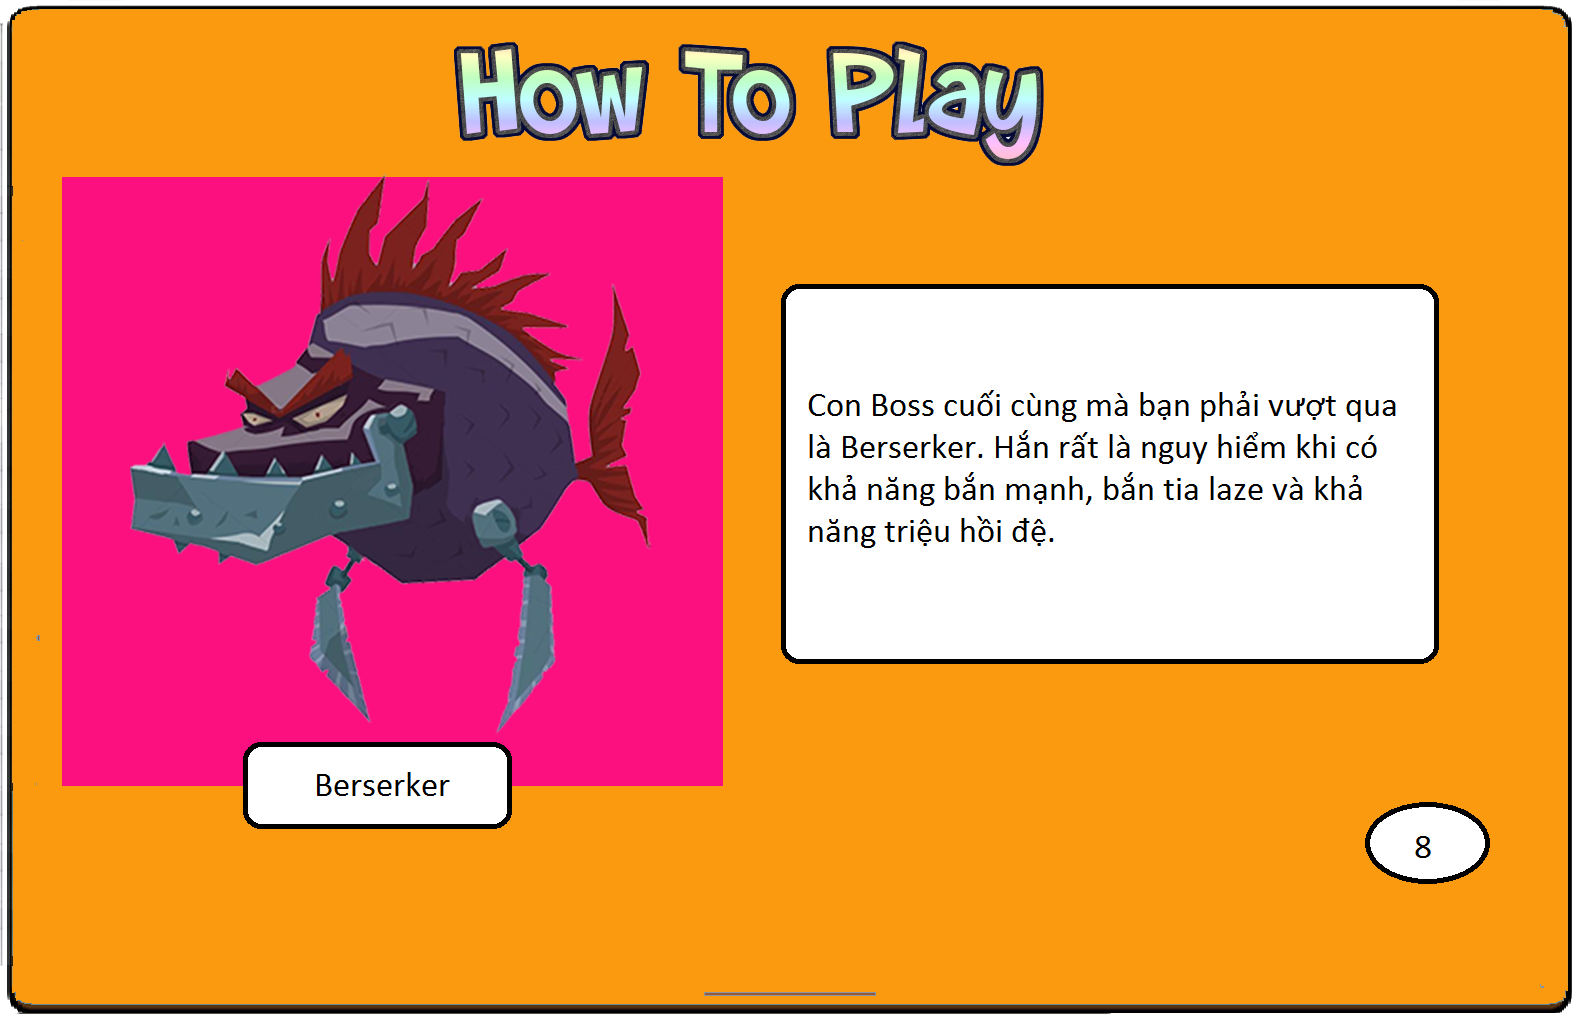 How To Play
Con Boss cuối cùng mà bạn phải vượt qua
là Berserker. Hắn rất là nguy hiểm khi có
khả năng bắn mạnh, bắn tia laze và khả
năng triệu hồi đệ.
Berserker
8